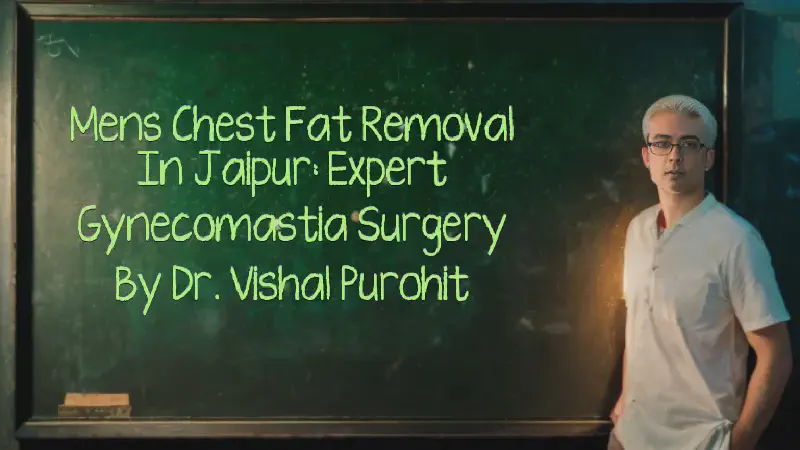 Mens Chest Fat Removal
In Jaipur: Expert
Gynecomastia Surgery
By Dr. Vishal Purohit